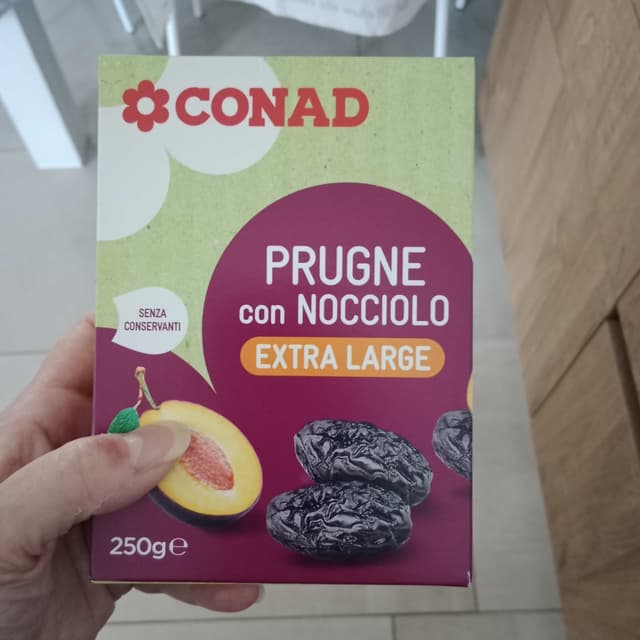 CONAD
PRUGNE
con NOCCIOLO
EXTRA LARGE
SENZA
CONSERVANTI
250g℮